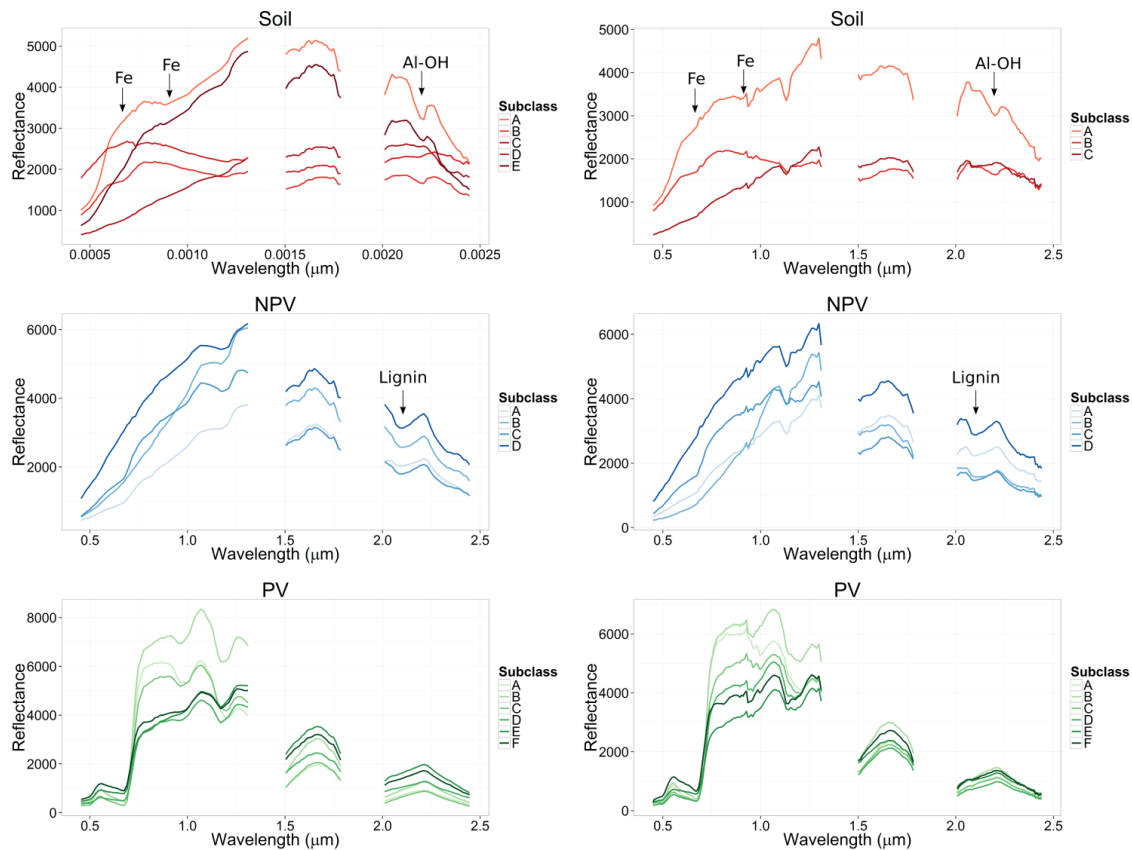 Soil
Reflectance
5000
4000
3000
2000
1000
Fe
Fe
Al-OH
0.0005
0.0010
0.0015
0.0020
0.0025
Wavelength (μm)
Subclass
A
B
C
D
E
Soil
Reflectance
5000
4000
3000
2000
1000
Fe
Fe
Al-OH
0.5
1.0
1.5
2.0
2.5
Wavelength (μm)
Subclass
A
B
C
NPV
Reflectance
6000
4000
2000
Lignin
0.5
1.0
1.5
2.0
2.5
Wavelength (μm)
Subclass
A
B
C
D
NPV
Reflectance
6000
4000
2000
0
Lignin
0.5
1.0
1.5
2.0
2.5
Wavelength (μm)
Subclass
A
B
C
D
PV
Reflectance
8000
6000
4000
2000
0
0.5
1.0
1.5
2.0
2.5
Wavelength (μm)
Subclass
A
B
C
D
E
F
PV
Reflectance
6000
4000
2000
0
0.5
1.0
1.5
2.0
2.5
Wavelength (μm)
Subclass
A
B
C
D
E
F